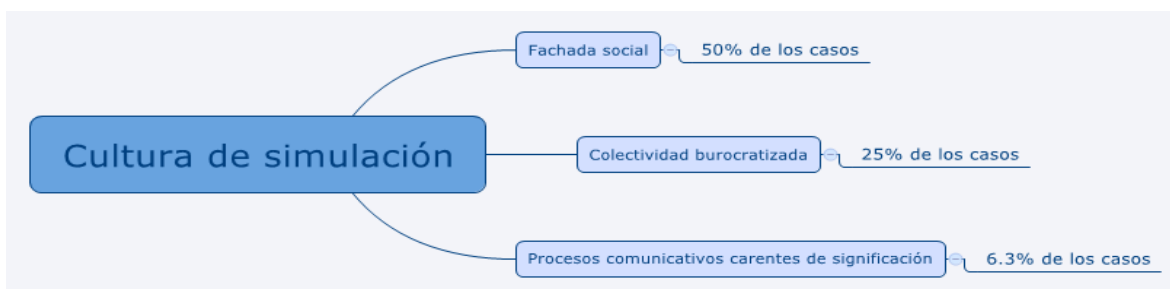 Fachada social
50% de los casos
Cultura de simulación
Colectividad burocratizada
25% de los casos
Procesos comunicativos carentes de significación
6.3% de los casos